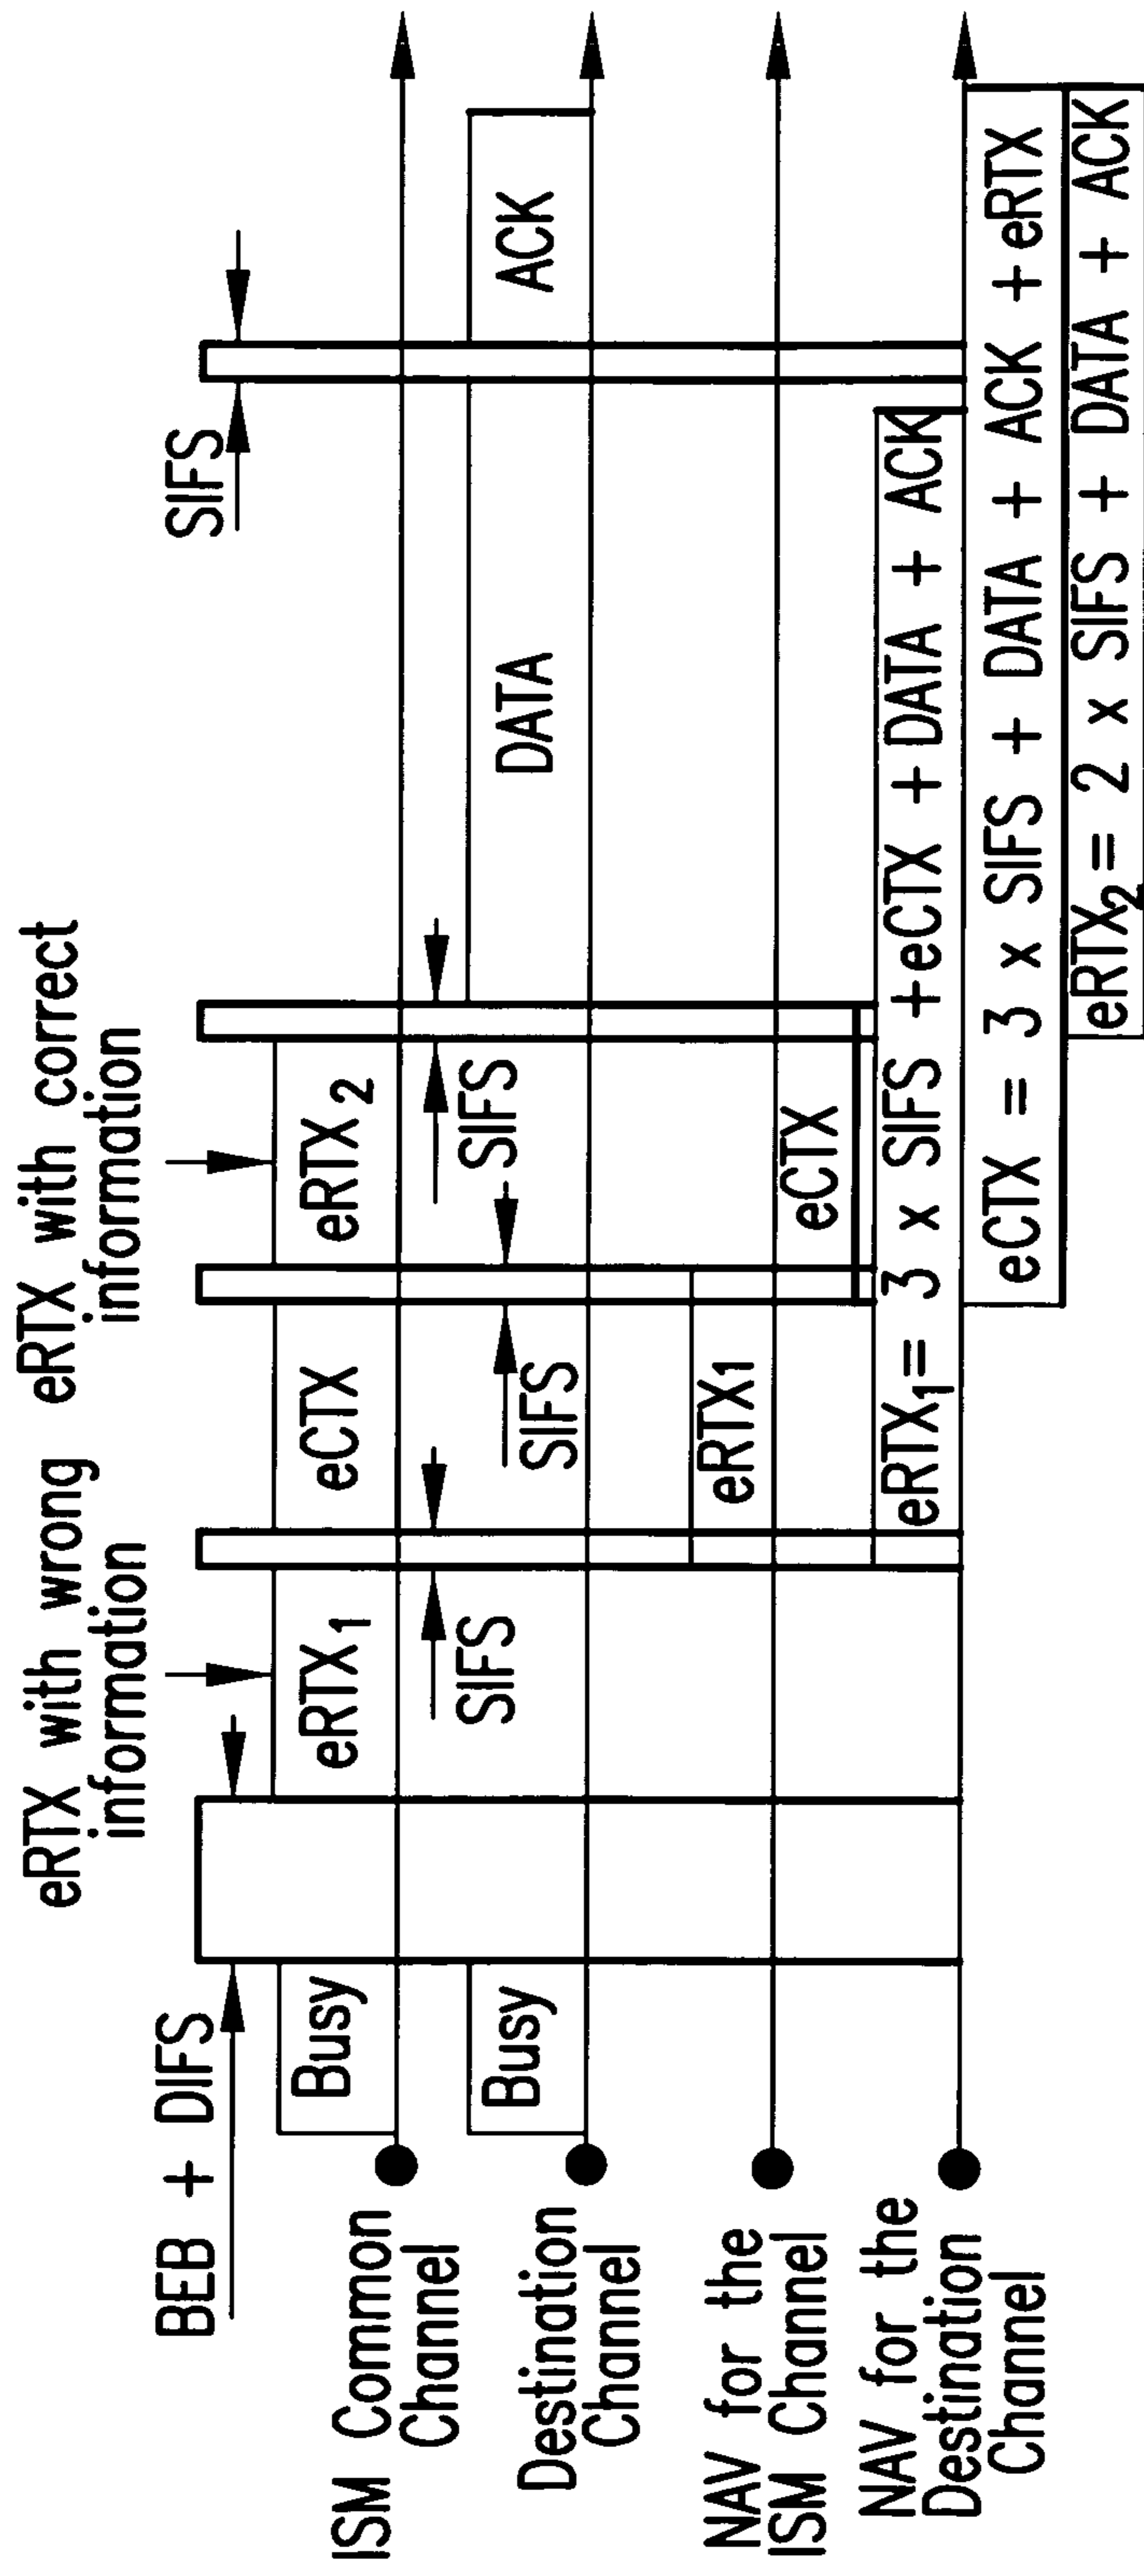 eRTX with wrong
information
eRTX with correct
information
BEB + DIFS
SIFS
Busy
eRTX1
eCTX
eRTX2
ISM Common
Channel
SIFS
SIFS
SIFS
Busy
DATA
ACK
Destination
Channel
eRTX1
eCTX
NAV for the
ISM Channel
eRTX1= 3 x SIFS +eCTX + DATA + ACK
NAV for the
Destination
Channel
eCTX = 3 x SIFS + DATA + ACK + eRTX
eRTX2= 2 x SIFS + DATA + ACK